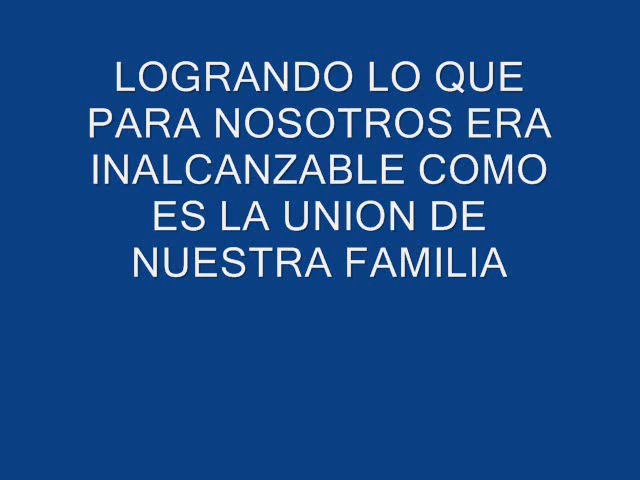 LOGRANDO LO QUE
PARA NOSOTROS ERA
INALCANZABLE COMO
ES LA UNION DE
NUESTRA FAMILIA